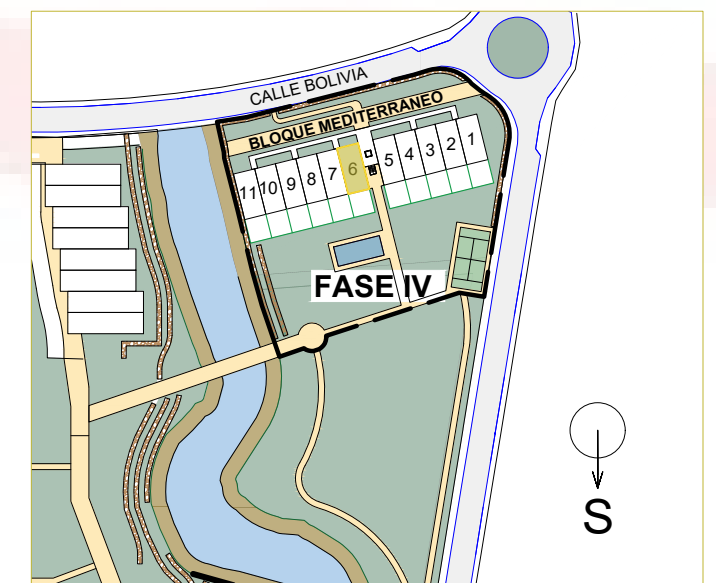 CALLE BOLIVIA
BLOQUE MEDITERRANEO
11 10 9 8 7 6 5 4 3 2 1
FASE IV
S